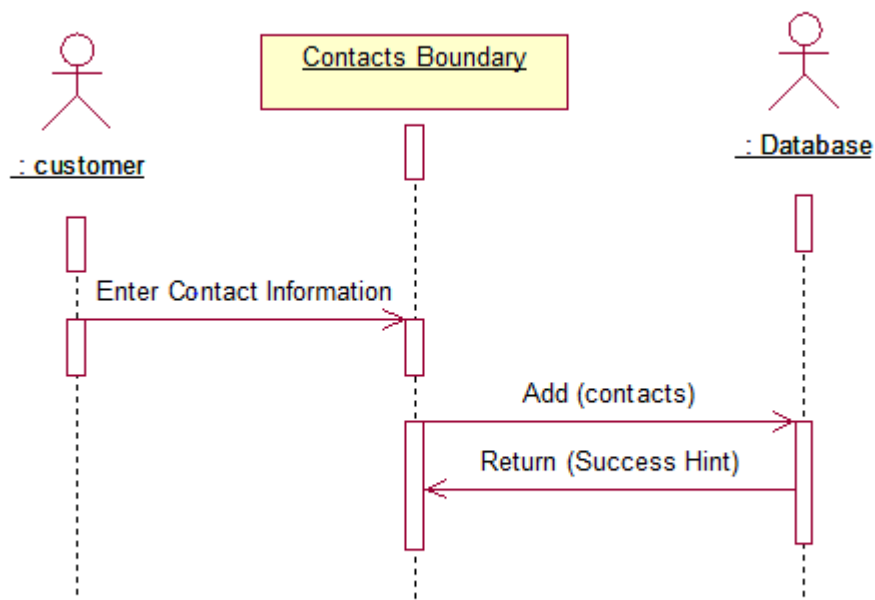 Contacts Boundary
: customer
: Database
Enter Contact Information
Add (contacts)
Return (Success Hint)